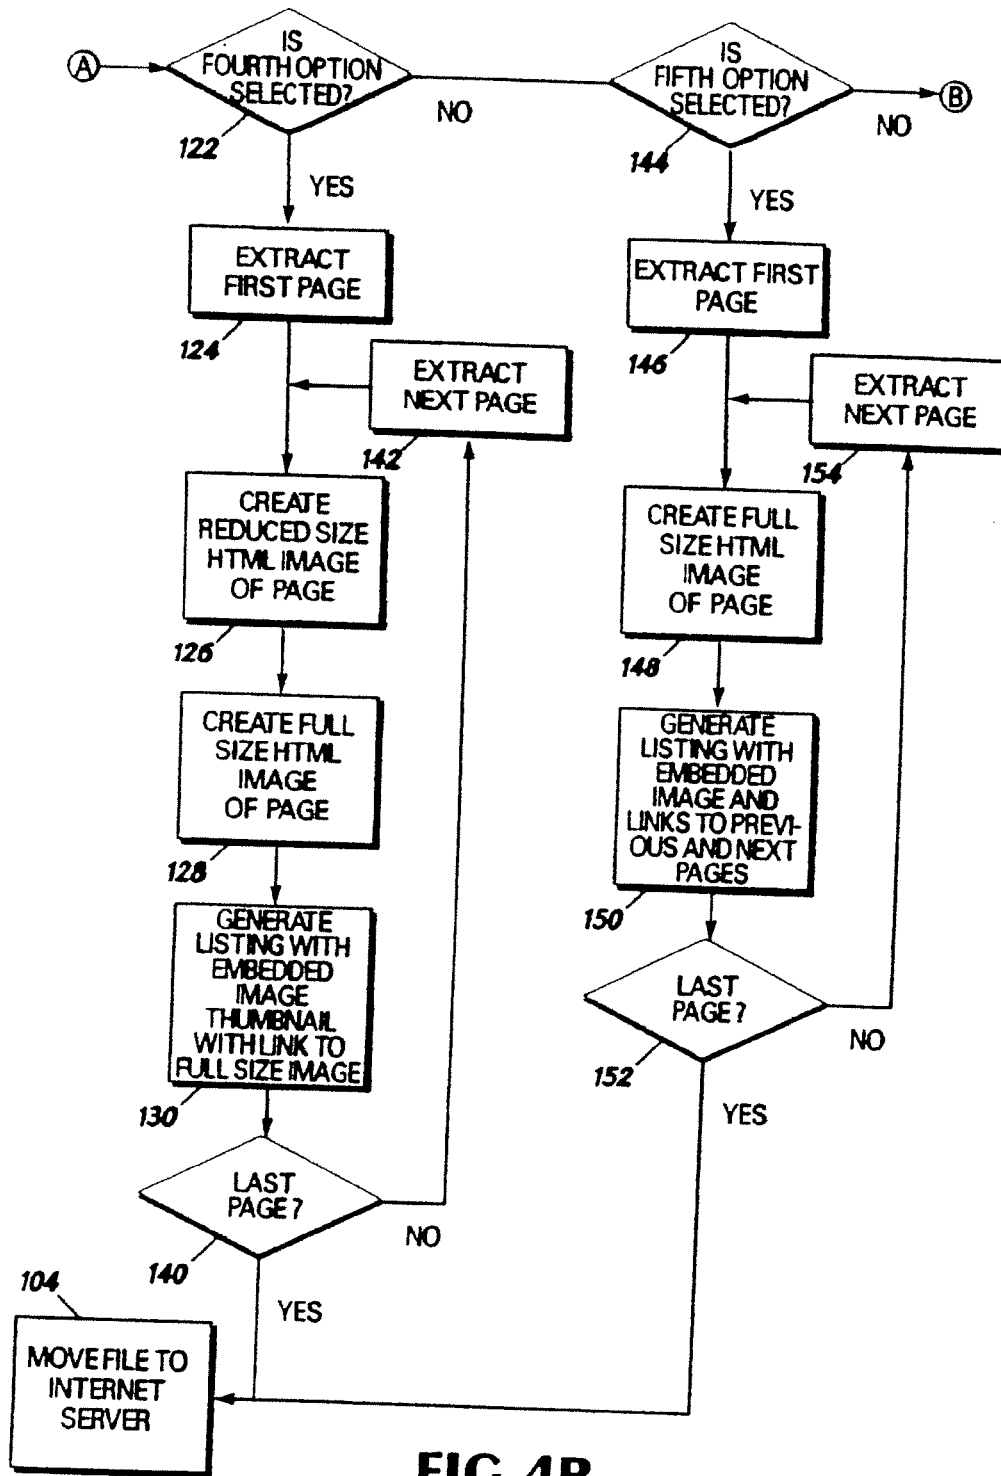 A
IS
FOURTH OPTION
SELECTED?
122
NO
YES
IS
FIFTH OPTION
SELECTED?
144
NO
B
YES
EXTRACT
FIRST PAGE
124
EXTRACT
NEXT PAGE
142
EXTRACT FIRST
PAGE
146
EXTRACT
NEXT PAGE
154
CREATE
REDUCED SIZE
HTML IMAGE
OF PAGE
126
CREATE FULL
SIZE HTML
IMAGE
OF PAGE
148
CREATE FULL
SIZE HTML
IMAGE
OF PAGE
128
GENERATE
LISTING WITH
EMBEDDED
IMAGE AND
LINKS TO PREVI-
OUS AND NEXT
PAGES
150
GENERATE
LISTING WITH
EMBEDDED
IMAGE
THUMBNAIL
WITH LINK TO
FULL SIZE IMAGE
130
LAST
PAGE?
152
NO
YES
LAST
PAGE?
140
NO
YES
104
MOVE FILE TO
INTERNET
SERVER
FIG. 4B